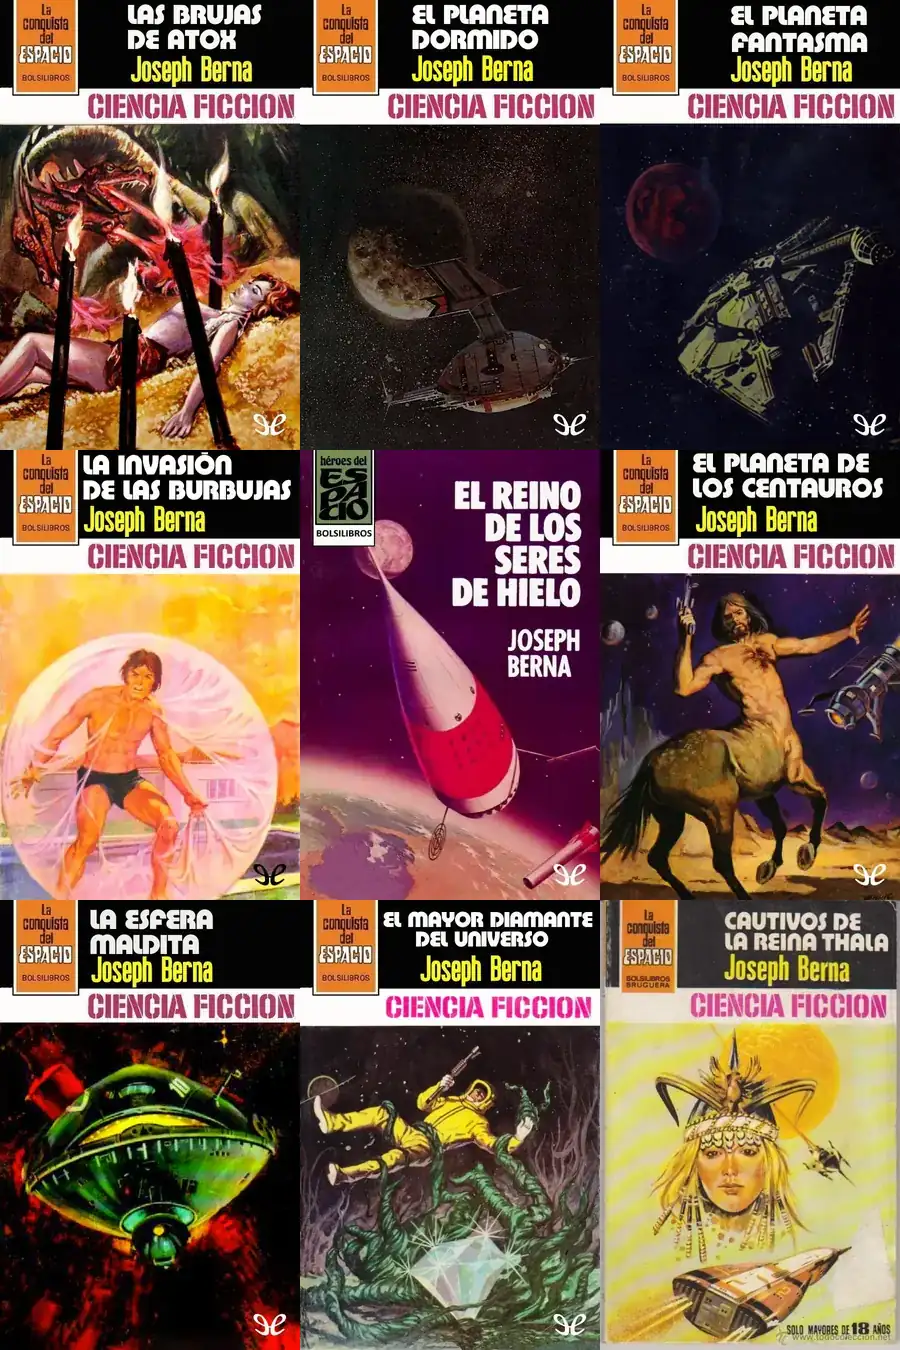 La
conquista
del
ESPACIO
BOLSILIBROS
LAS BRUJAS
DE ATOX
Joseph Berna
CIENCIA FICCION
La
conquista
del
ESPACIO
BOLSILIBROS
EL PLANETA
DORMIDO
Joseph Berna
CIENCIA FICCION
La
conquista
del
ESPACIO
BOLSILIBROS
EL PLANETA
FANTASMA
Joseph Berna
CIENCIA FICCION
La
conquista
del
ESPACIO
BOLSILIBROS
LA INVASIÓN
DE LAS BURBUJAS
Joseph Berna
CIENCIA FICCION
héroes del
ESPACIO
BOLSILIBROS
EL REINO
DE LOS
SERES
DE HIELO
JOSEPH
BERNA
La
conquista
del
ESPACIO
BOLSILIBROS
EL PLANETA DE
LOS CENTAUROS
Joseph Berna
CIENCIA FICCION
La
conquista
del
ESPACIO
BOLSILIBROS
LA ESFERA
MALDITA
Joseph Berna
CIENCIA FICCION
La
conquista
del
ESPACIO
BOLSILIBROS
EL MAYOR DIAMANTE
DEL UNIVERSO
Joseph Berna
CIENCIA FICCION
La
conquista
del
ESPACIO
BOLSILIBROS
BRUGUERA
CAUTIVOS DE
LA REINA THALA
Joseph Berna
CIENCIA FICCION
SOLO MAYORES DE 18 AÑOS
www.todocoleccion.net